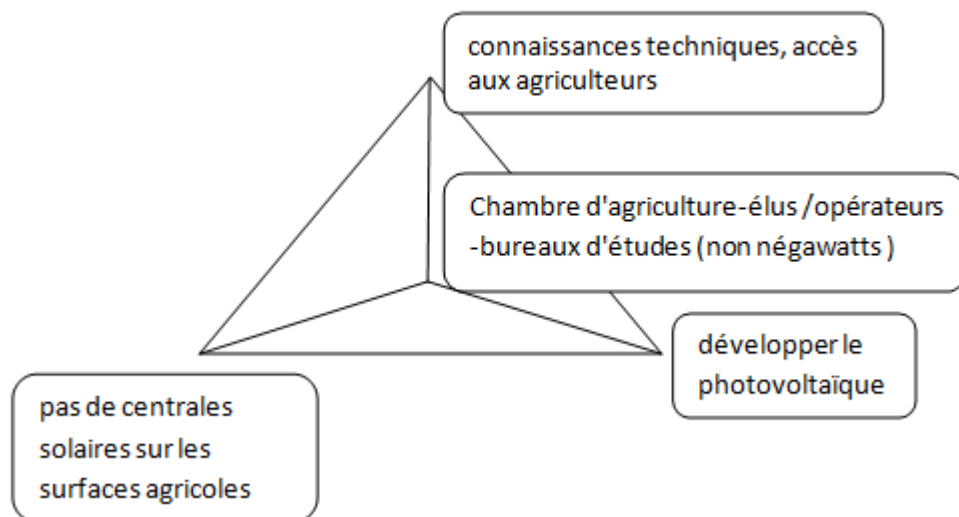 connaissances techniques, accès
aux agriculteurs
Chambre d'agriculture-élus /opérateurs
-bureaux d'études (non négawatts )
développer le
photovoltaïque
pas de centrales
solaires sur les
surfaces agricoles